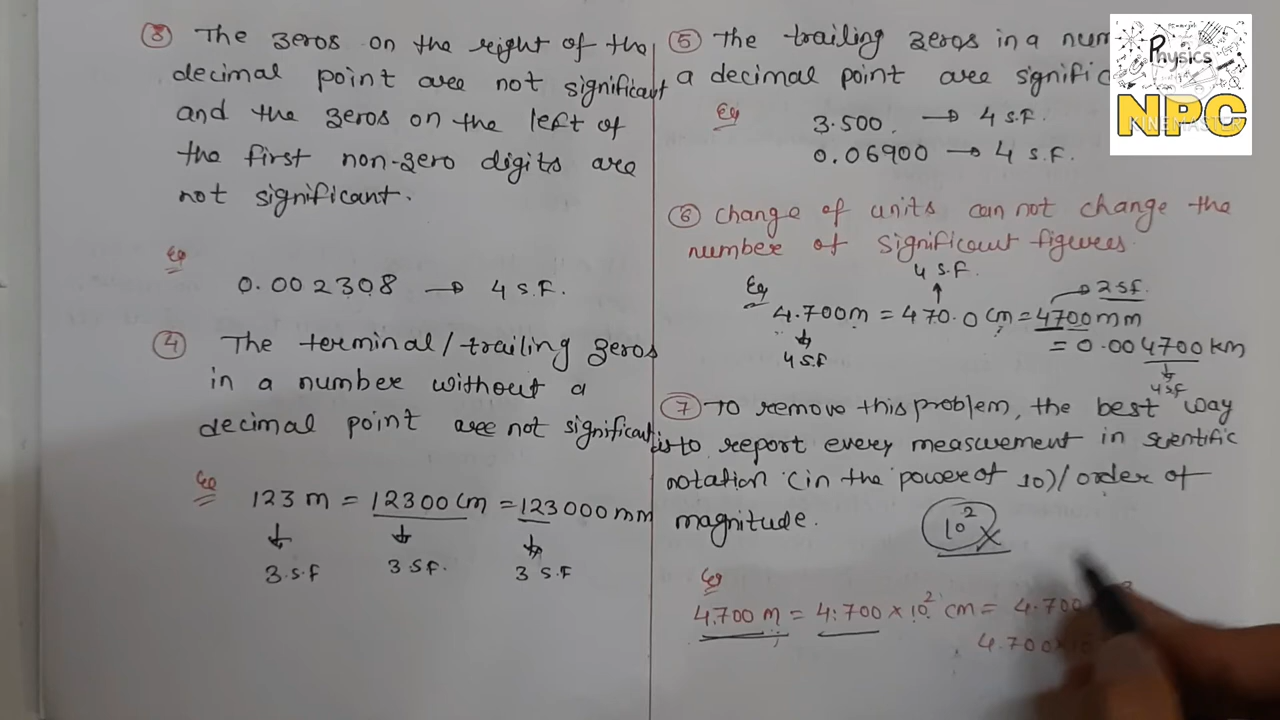 ③ The zeros on the right of the
decimal point are not significant
and the zeros on the left of
the first non-zero digits are
not significant.
Eg
0.002308 → 4 S.F.
④ The terminal/trailing zeros
in a number without a
decimal point are not significant.
Eg
123 m = 12300 cm = 123000 mm
3.S.F 3.SF. 3 S.F
⑤ The trailing zeros in a num
a decimal point are signific
Eg
3.500. → 4 S.F.
0.06900 → 4 S.F.
⑥ Change of units can not change the
number of significant figures.
4 S.F.
Eg
→ 2 S.F.
4.700m = 470.0 cm = 4700 mm
4 S.F
= 0.004700 km
4 S.F
⑦ To remove this problem, the best way
is to report every measurement in scientific
notation (in the power of 10)/order of
magnitude.
10² ×
Eg
4.700 m = 4.700 × 10² cm = 4.700
4.700×10
Physics
NPC
KINEMASTER